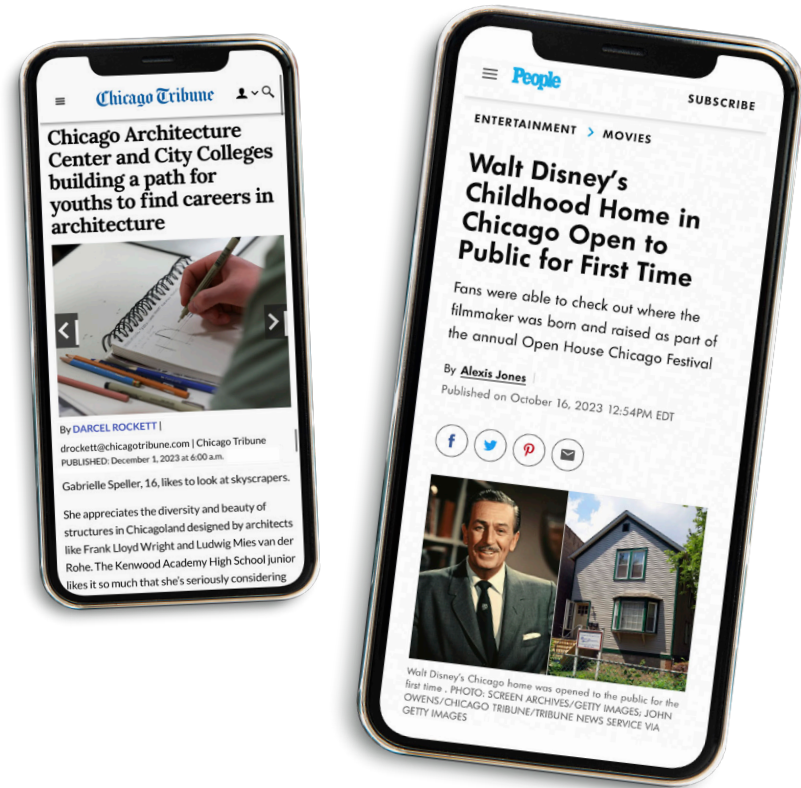 Chicago Tribune
Chicago Architecture
Center and City Colleges
building a path for
youths to find careers in
architecture
By DARCEL ROCKETT |
drockett@chicagotribune.com | Chicago Tribune
PUBLISHED: December 1, 2023 at 6:00 a.m.
Gabrielle Speller, 16, likes to look at skyscrapers.
She appreciates the diversity and beauty of
structures in Chicagoland designed by architects
like Frank Lloyd Wright and Ludwig Mies van der
Rohe. The Kenwood Academy High School junior
likes it so much that she's seriously considering
People
SUBSCRIBE
ENTERTAINMENT > MOVIES
Walt Disney's
Childhood Home in
Chicago Open to
Public for First Time
Fans were able to check out where the
filmmaker was born and raised as part of
the annual Open House Chicago Festival
By Alexis Jones
Published on October 16, 2023 12:54PM EDT
Walt Disney's Chicago home was opened to the public for the
first time . PHOTO: SCREEN ARCHIVES/GETTY IMAGES; JOHN
OWENS/CHICAGO TRIBUNE/TRIBUNE NEWS SERVICE VIA
GETTY IMAGES